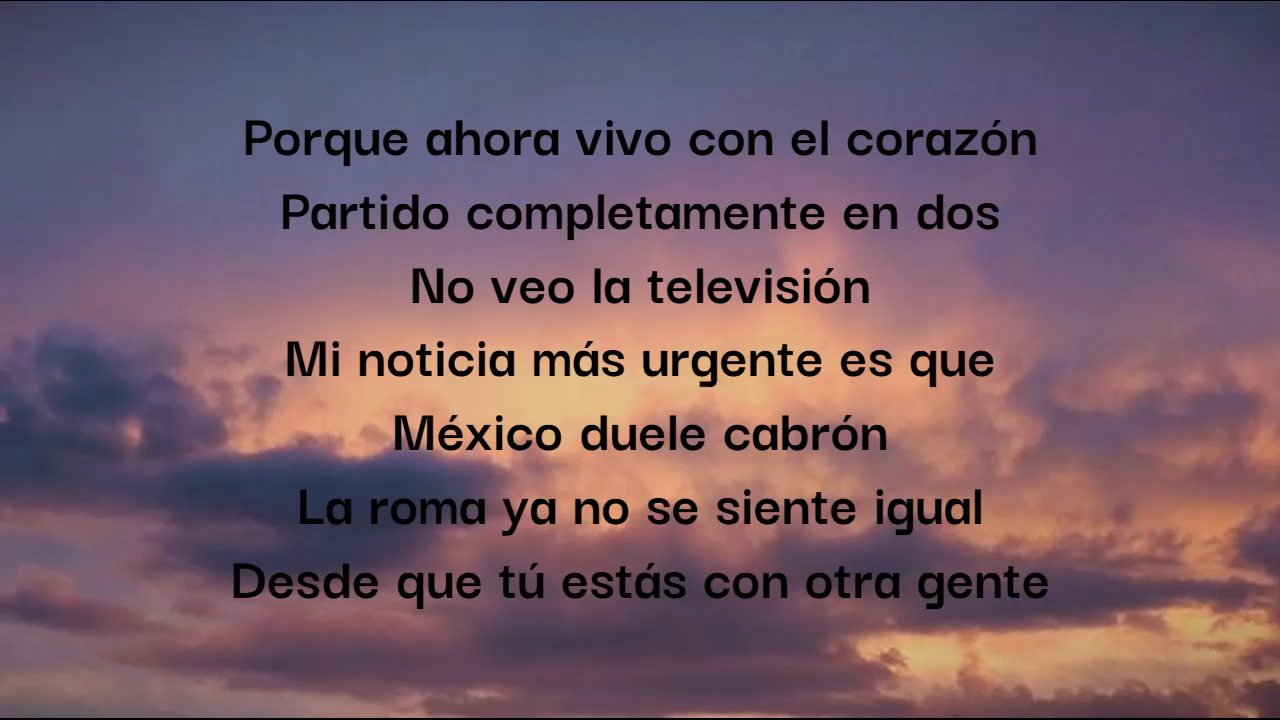 Porque ahora vivo con el corazón
Partido completamente en dos
No veo la televisión
Mi noticia más urgente es que
México duele cabrón
La roma ya no se siente igual
Desde que tú estás con otra gente